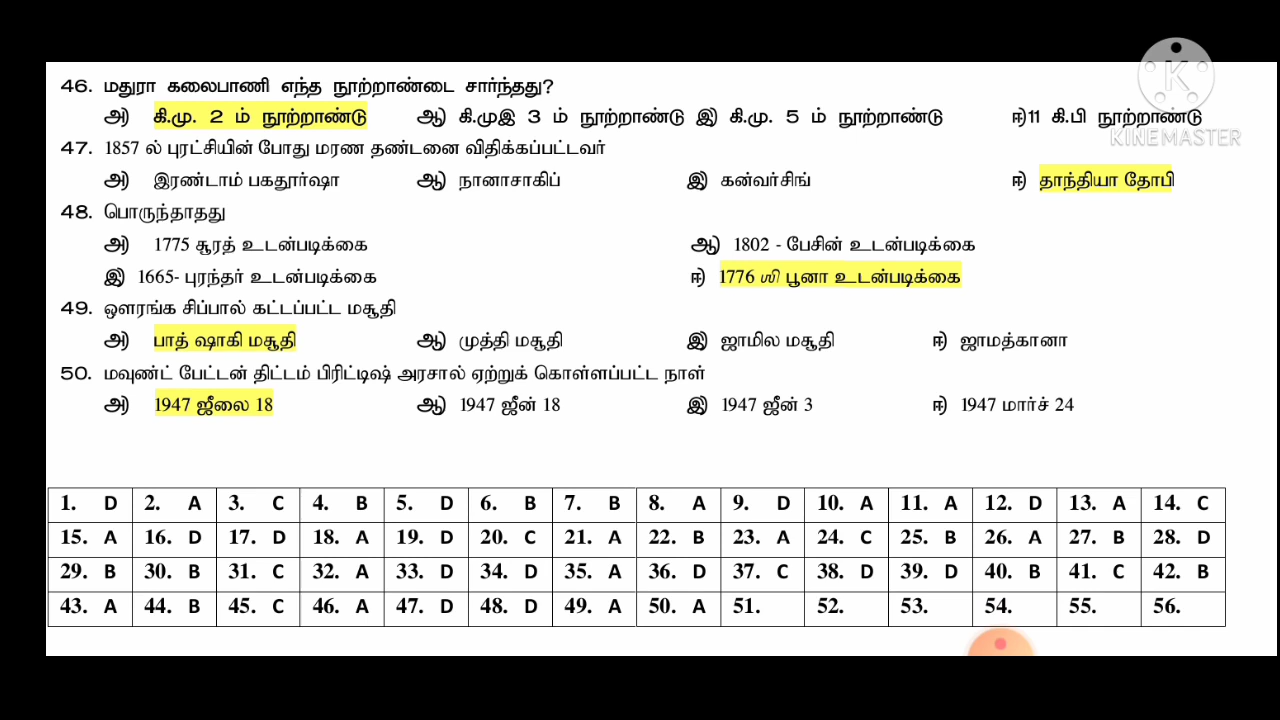 46. மதுரா கலைபாணி எந்த நூற்றாண்டை சார்ந்தது?
அ) கி.மு. 2 ம் நூற்றாண்டு ஆ) கி.முஇ 3 ம் நூற்றாண்டு இ) கி.மு. 5 ம் நூற்றாண்டு ஈ)11 கி.பி நூற்றாண்டு
47. 1857 ல் புரட்சியின் போது மரண தண்டனை விதிக்கப்பட்டவர்
அ) இரண்டாம் பகதூர்ஷா ஆ) நானாசாகிப் இ) கன்வர்சிங் ஈ) தாந்தியா தோபி
48. பொருந்தாதது
அ) 1775 சூரத் உடன்படிக்கை ஆ) 1802 - பேசின் உடன்படிக்கை
இ) 1665- புரந்தர் உடன்படிக்கை ஈ) 1776 ஸி பூனா உடன்படிக்கை
49. ஒளரங்க சிப்பால் கட்டப்பட்ட மசூதி
அ) பாத் ஷாகி மசூதி ஆ) முத்தி மசூதி இ) ஜாமில மசூதி ஈ) ஜாமத்கானா
50. மவுண்ட் பேட்டன் திட்டம் பிரிட்டிஷ் அரசால் ஏற்றுக் கொள்ளப்பட்ட நாள்
அ) 1947 ஜீலை 18 ஆ) 1947 ஜீன் 18 இ) 1947 ஜீன் 3 ஈ) 1947 மார்ச் 24
1. D 2. A 3. C 4. B 5. D 6. B 7. B 8. A 9. D 10. A 11. A 12. D 13. A 14. C
15. A 16. D 17. D 18. A 19. D 20. C 21. A 22. B 23. A 24. C 25. B 26. A 27. B 28. D
29. B 30. B 31. C 32. A 33. D 34. D 35. A 36. D 37. C 38. D 39. D 40. B 41. C 42. B
43. A 44. B 45. C 46. A 47. D 48. D 49. A 50. A 51. 52. 53. 54. 55. 56.
K
KINEMASTER